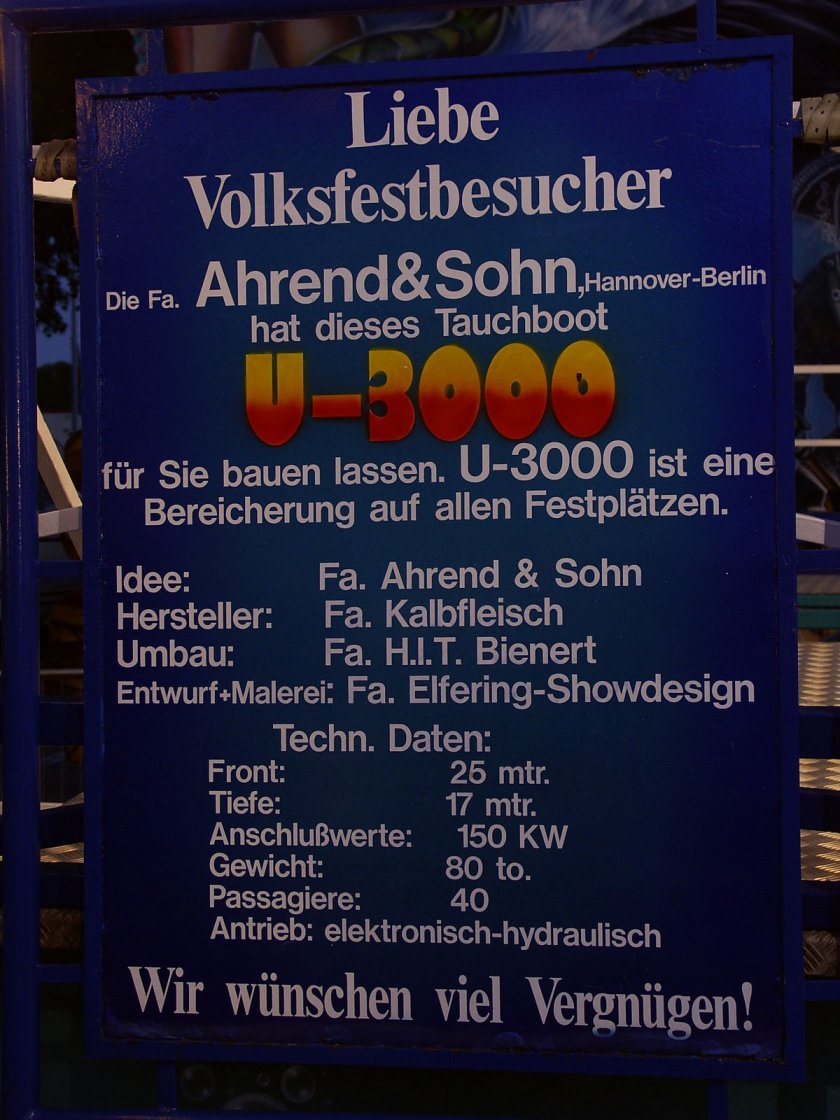 Liebe
Volksfestbesucher
Die Fa. Ahrend&Sohn, Hannover-Berlin
hat dieses Tauchboot
U-3000
für Sie bauen lassen. U-3000 ist eine
Bereicherung auf allen Festplätzen.
Idee: Fa. Ahrend & Sohn
Hersteller: Fa. Kalbfleisch
Umbau: Fa. H.I.T. Bienert
Entwurf+Malerei: Fa. Elfering-Showdesign
Techn. Daten:
Front: 25 mtr.
Tiefe: 17 mtr.
Anschlußwerte: 150 KW
Gewicht: 80 to.
Passagiere: 40
Antrieb: elektronisch-hydraulisch
Wir wünschen viel Vergnügen!